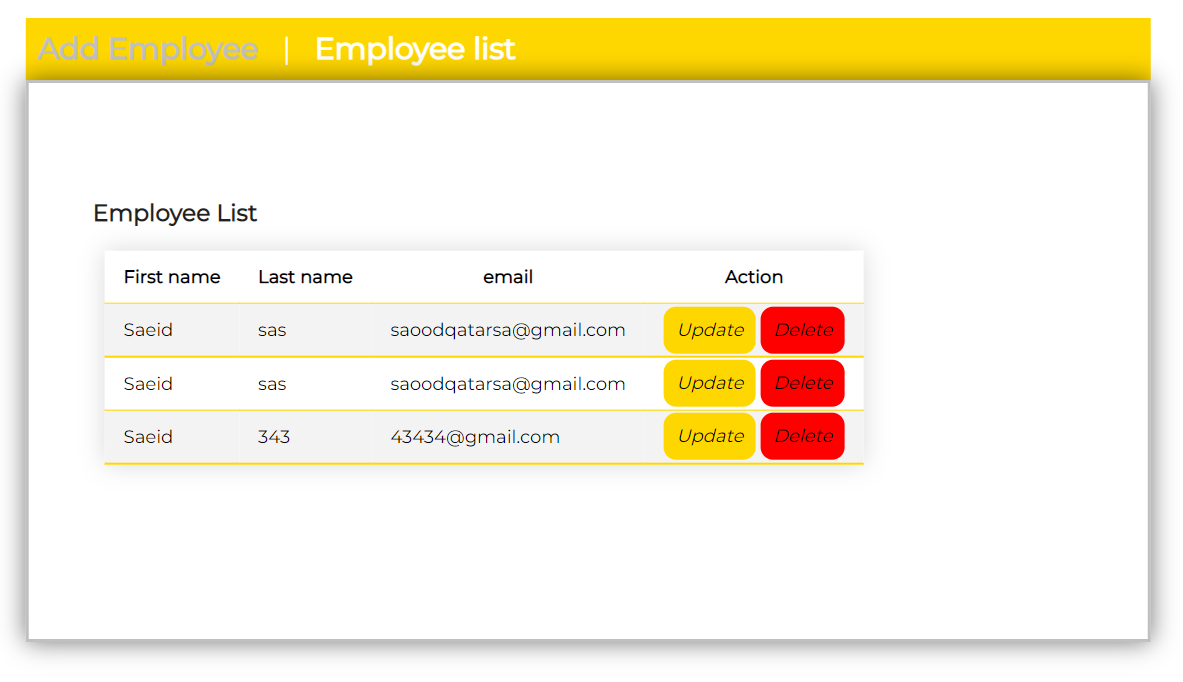 Add Employee | Employee list
Employee List
First name Last name email Action
Saeid sas saoodqatarsa@gmail.com Update Delete
Saeid sas saoodqatarsa@gmail.com Update Delete
Saeid 343 43434@gmail.com Update Delete